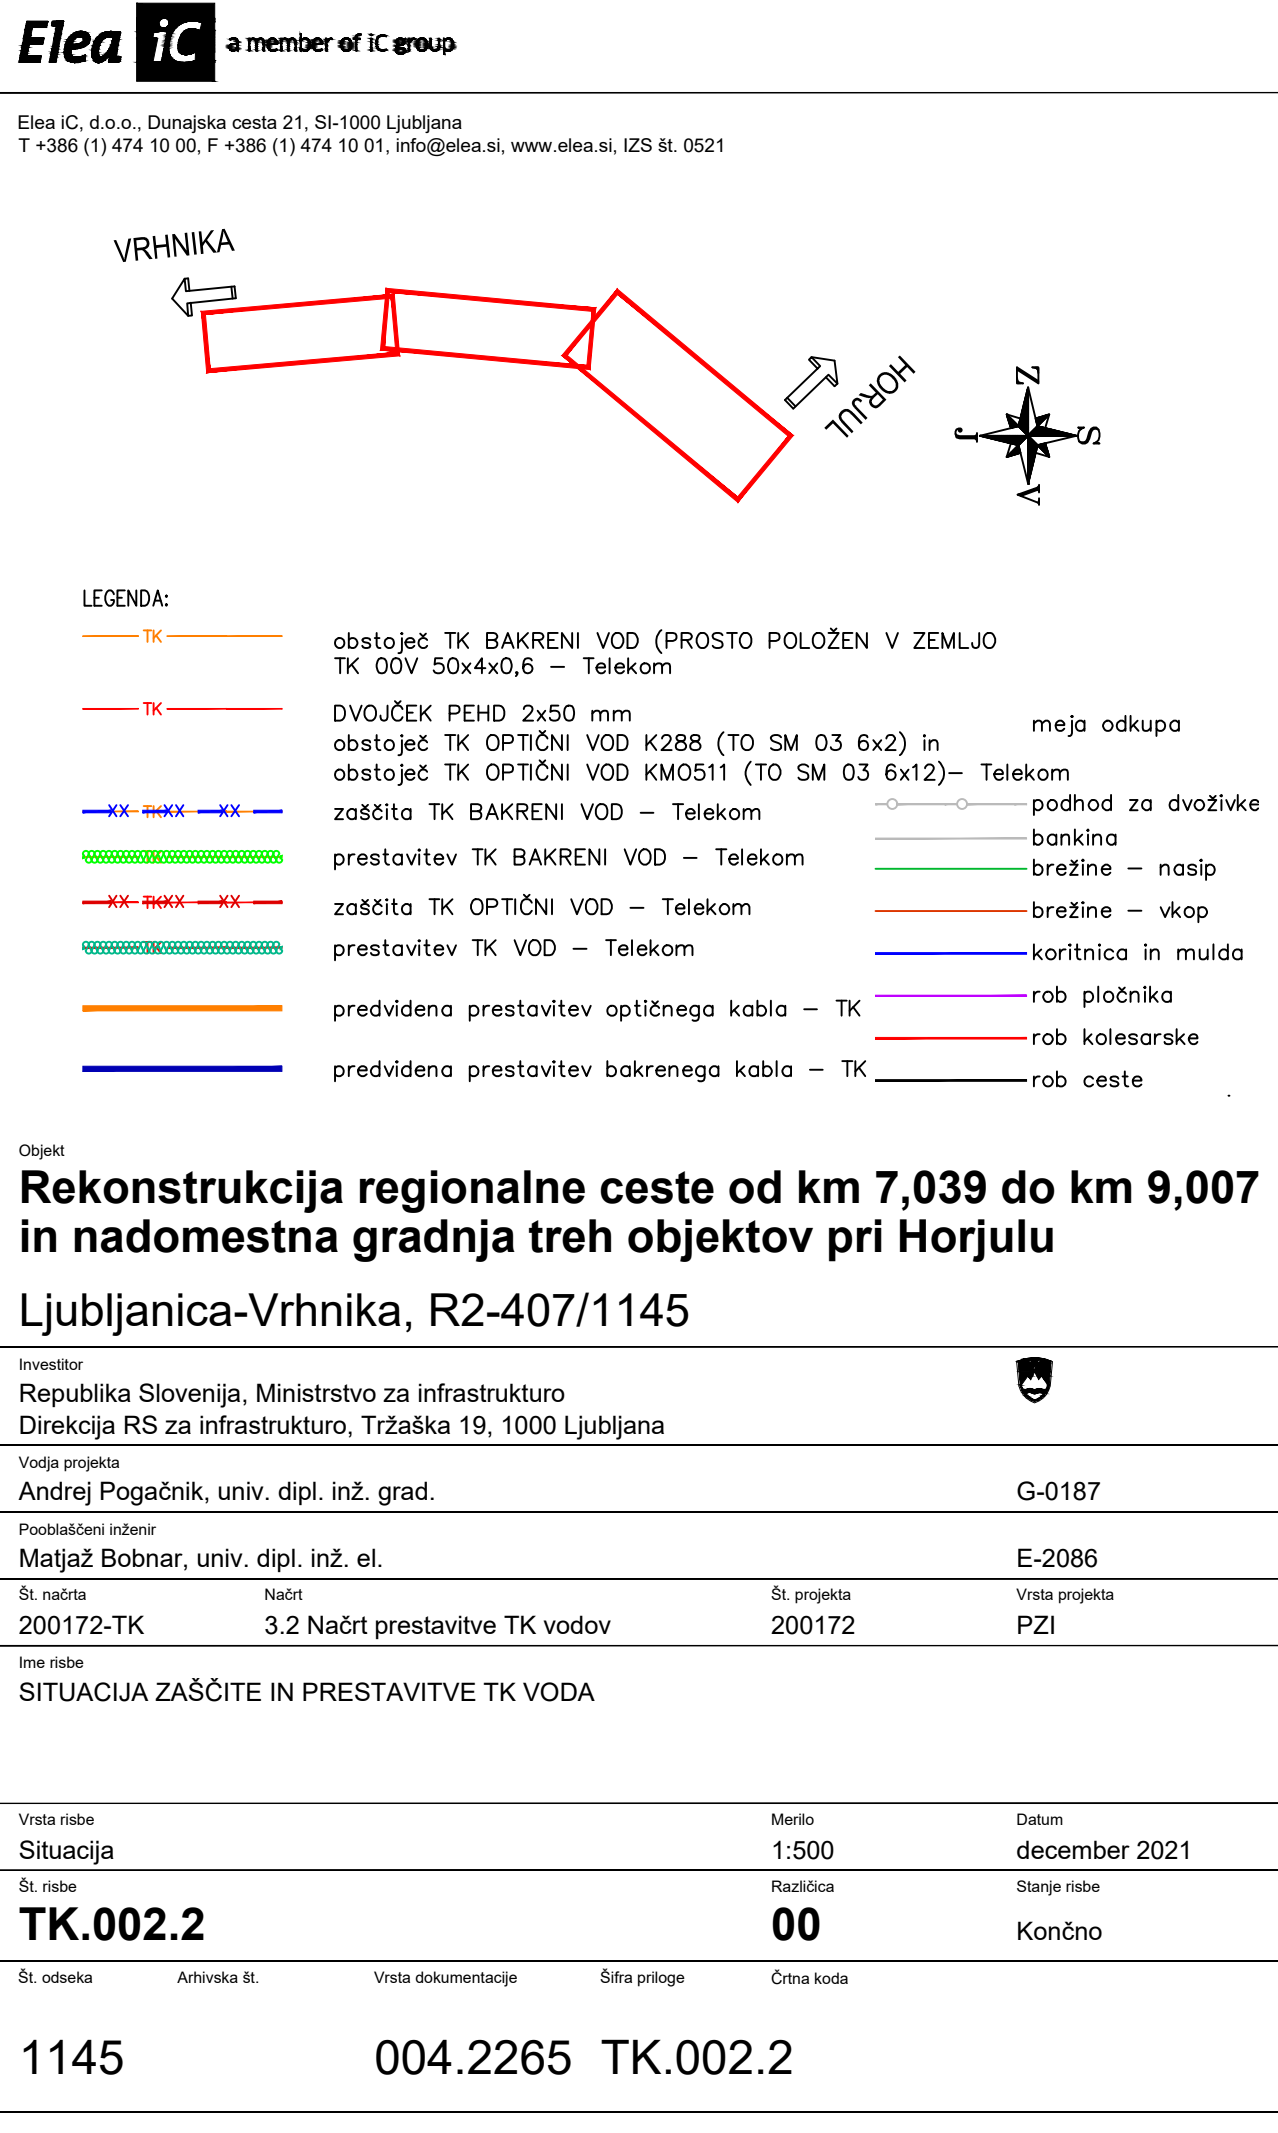 Elea iC a member of iC group
Elea iC, d.o.o., Dunajska cesta 21, SI-1000 Ljubljana
T +386 (1) 474 10 00, F +386 (1) 474 10 01, info@elea.si, www.elea.si, IZS št. 0521
VRHNIKA
HORJUL
Z
J
S
V
LEGENDA:
TK
obstoječ TK BAKRENI VOD (PROSTO POLOŽEN V ZEMLJO
TK 00V 50x4x0,6 – Telekom
TK
DVOJČEK PEHD 2x50 mm
obstoječ TK OPTIČNI VOD K288 (TO SM 03 6x2) in
obstoječ TK OPTIČNI VOD KMO511 (TO SM 03 6x12)– Telekom
XX TK XX XX
zaščita TK BAKRENI VOD – Telekom
TK
prestavitev TK BAKRENI VOD – Telekom
XX TK XX XX
zaščita TK OPTIČNI VOD – Telekom
TK
prestavitev TK VOD – Telekom
predvidena prestavitev optičnega kabla – TK
predvidena prestavitev bakrenega kabla – TK
meja odkupa
podhod za dvoživke
bankina
brežine – nasip
brežine – vkop
koritnica in mulda
rob pločnika
rob kolesarske
rob ceste
Objekt
Rekonstrukcija regionalne ceste od km 7,039 do km 9,007
in nadomestna gradnja treh objektov pri Horjulu
Ljubljanica-Vrhnika, R2-407/1145
Investitor
Republika Slovenija, Ministrstvo za infrastrukturo
Direkcija RS za infrastrukturo, Tržaška 19, 1000 Ljubljana
Vodja projekta
Andrej Pogačnik, univ. dipl. inž. grad. G-0187
Pooblaščeni inženir
Matjaž Bobnar, univ. dipl. inž. el. E-2086
Št. načrta Načrt Št. projekta Vrsta projekta
200172-TK 3.2 Načrt prestavitve TK vodov 200172 PZI
Ime risbe
SITUACIJA ZAŠČITE IN PRESTAVITVE TK VODA
Vrsta risbe Merilo Datum
Situacija 1:500 december 2021
Št. risbe Različica Stanje risbe
TK.002.2 00 Končno
Št. odseka Arhivska št. Vrsta dokumentacije Šifra priloge Črtna koda
1145 004.2265 TK.002.2